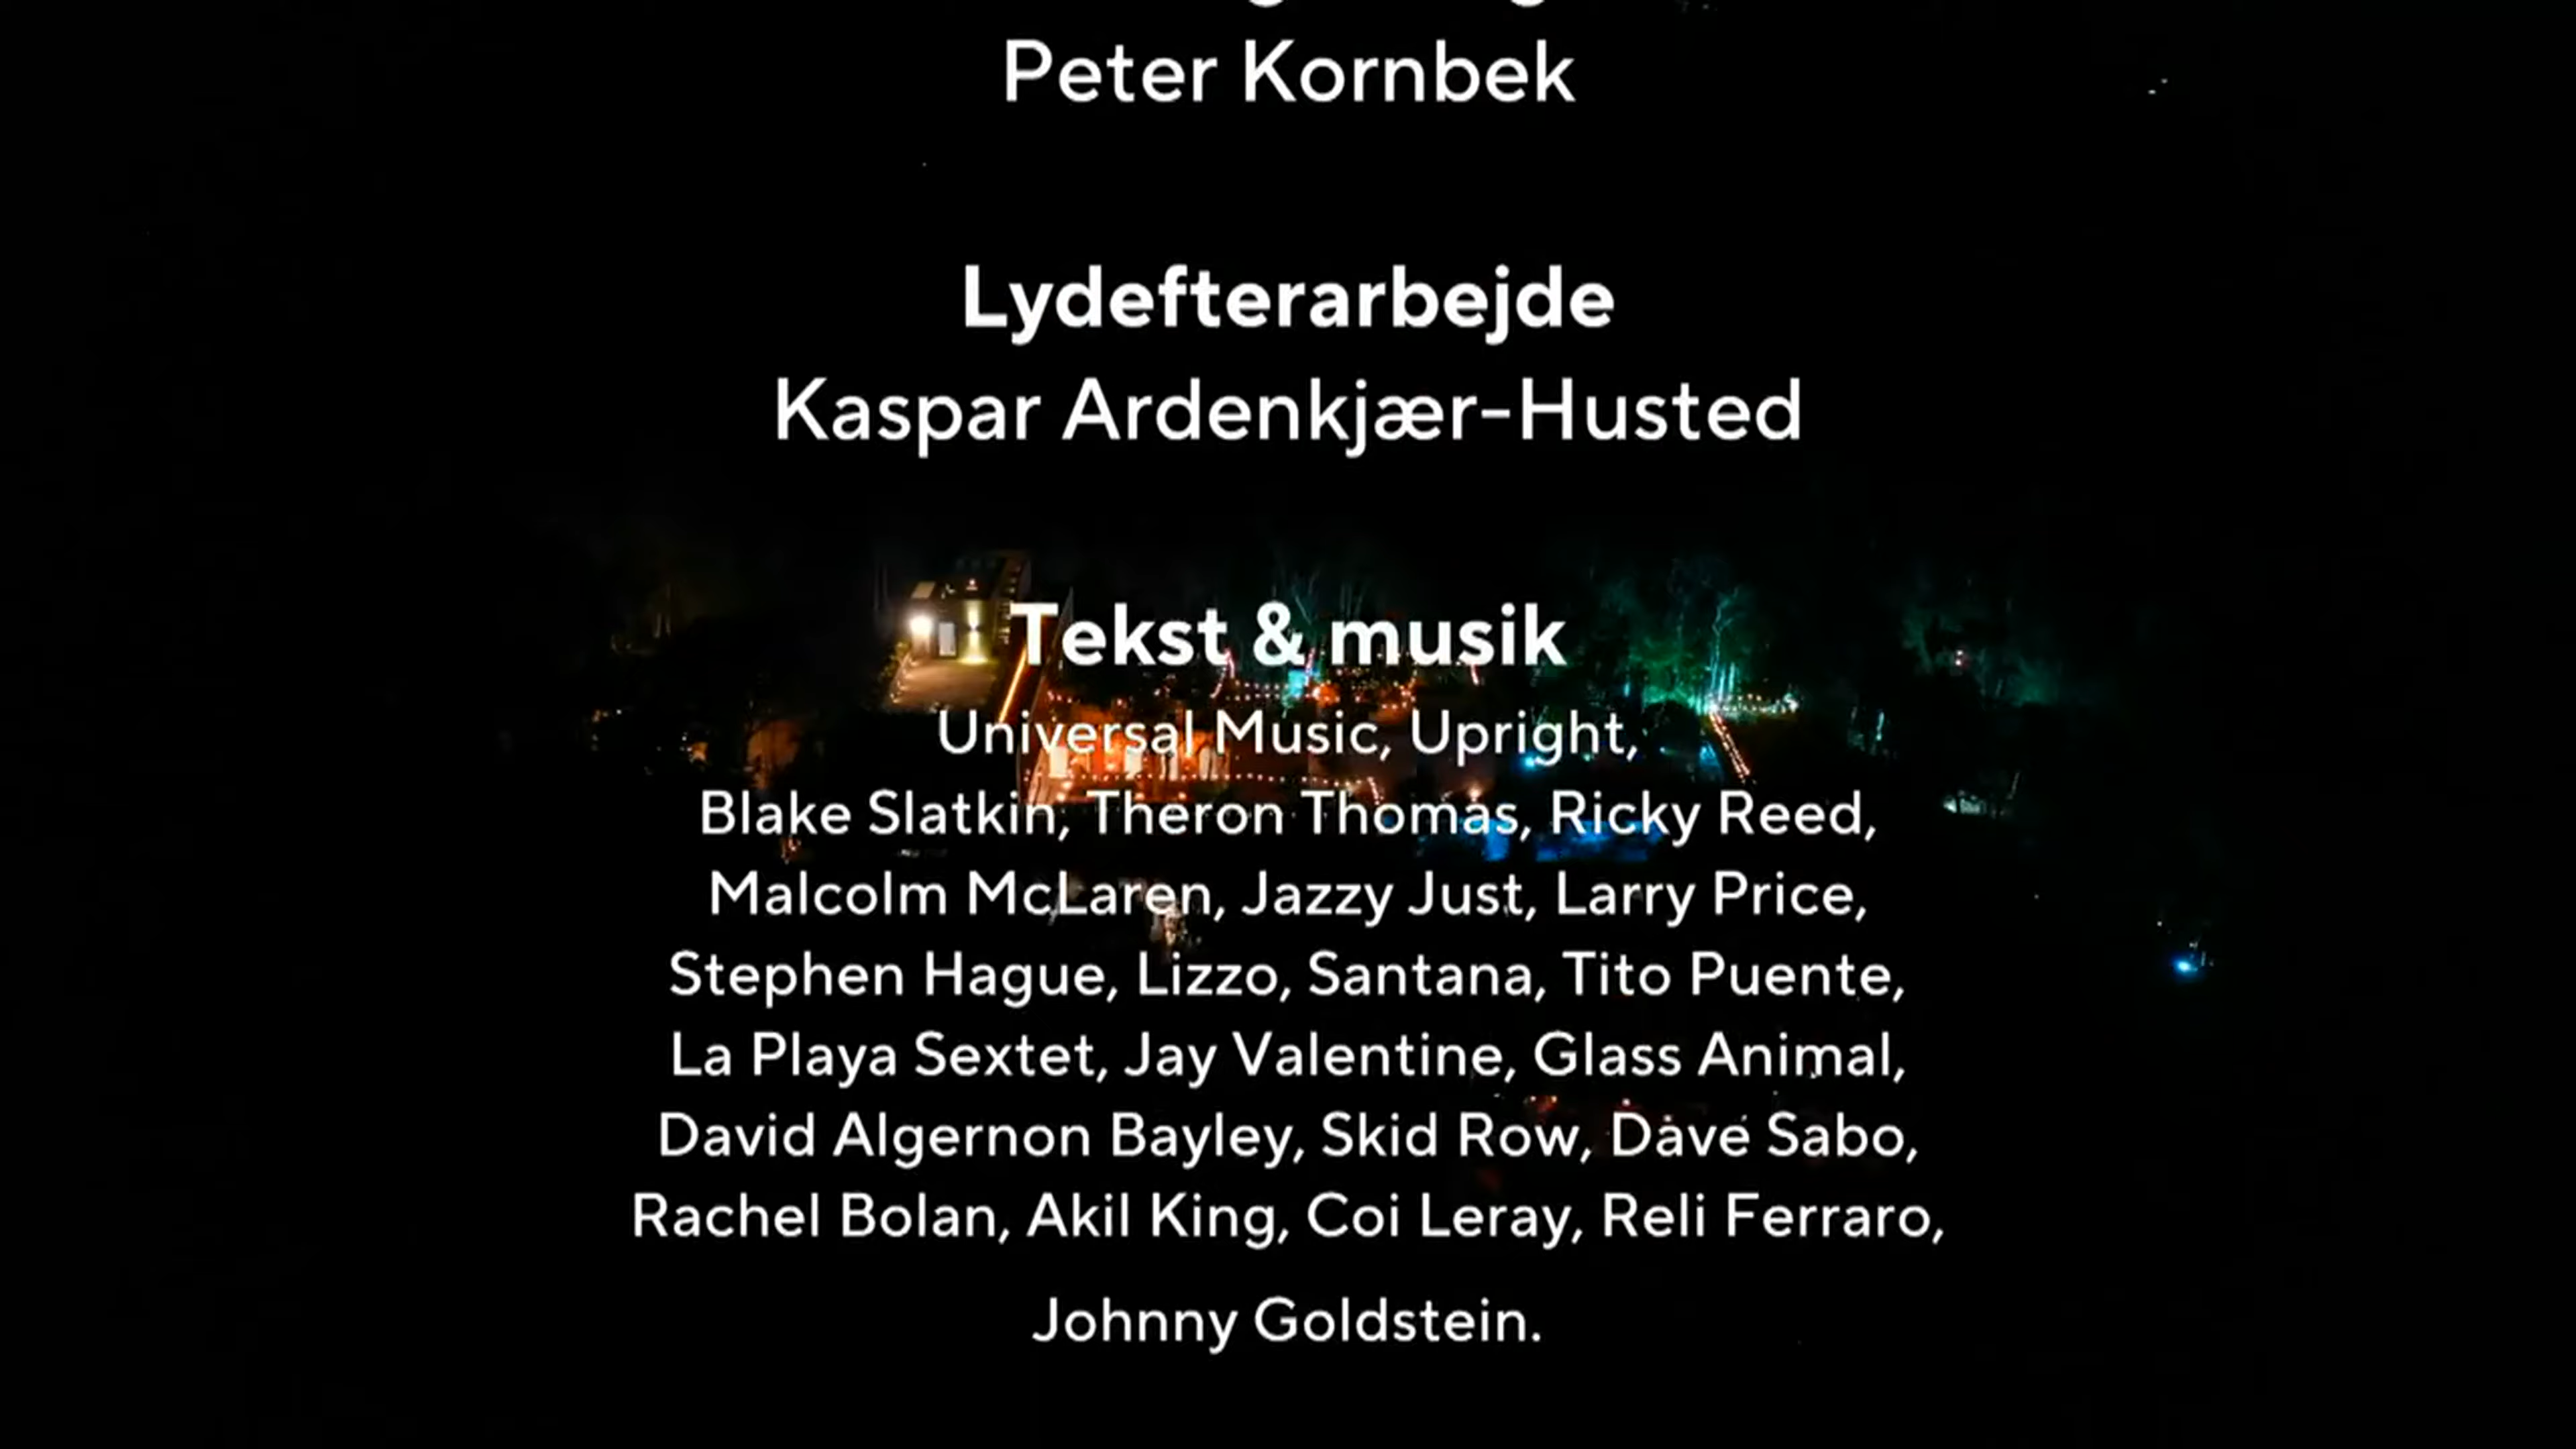 Peter Kornbek
Lydefterarbejde
Kaspar Ardenkjær-Husted
Tekst & musik
Universal Music, Upright,
Blake Slatkin, Theron Thomas, Ricky Reed,
Malcolm McLaren, Jazzy Just, Larry Price,
Stephen Hague, Lizzo, Santana, Tito Puente,
La Playa Sextet, Jay Valentine, Glass Animal,
David Algernon Bayley, Skid Row, Dave Sabo,
Rachel Bolan, Akil King, Coi Leray, Reli Ferraro,
Johnny Goldstein.